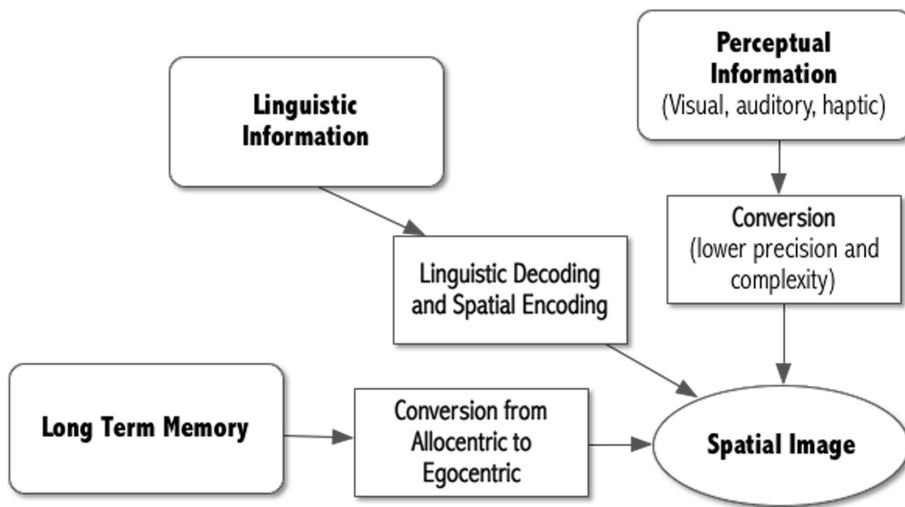 Perceptual
Information
(Visual, auditory, haptic)
Linguistic
Information
Conversion
(lower precision and
complexity)
Linguistic Decoding
and Spatial Encoding
Long Term Memory
Conversion from
Allocentric to
Egocentric
Spatial Image